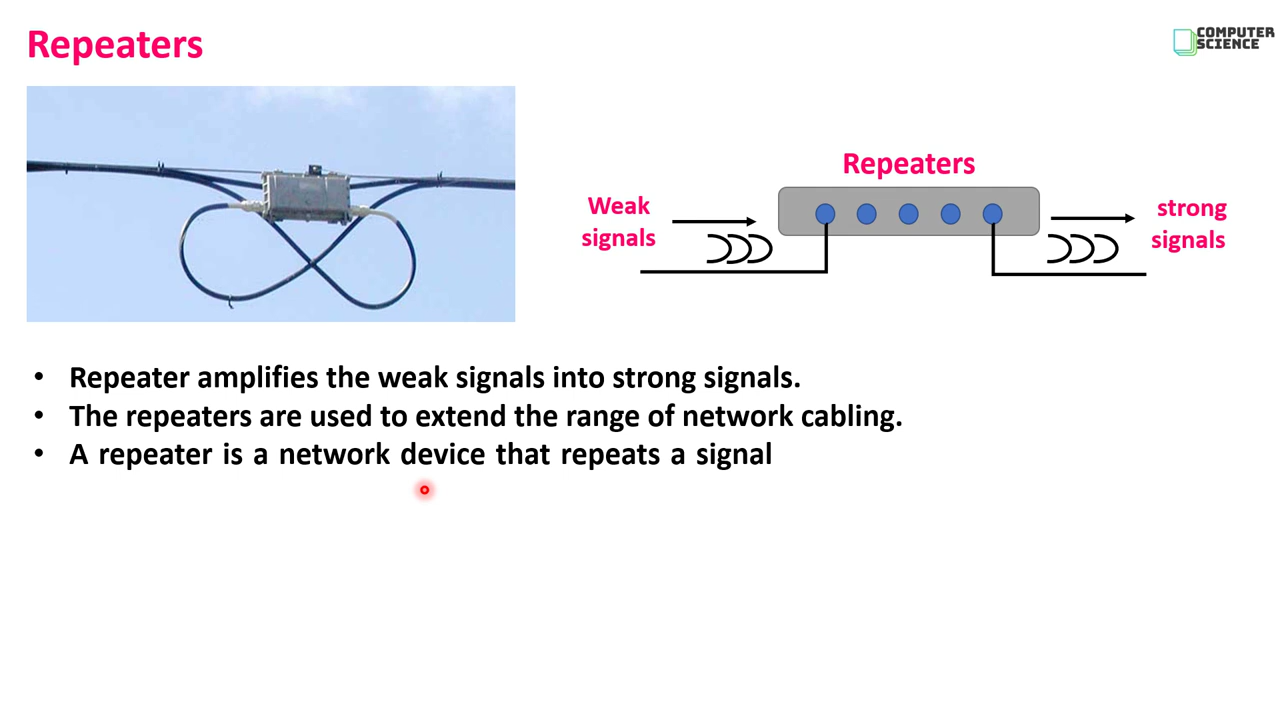 Repeaters
COMPUTER
SCIENCE
Repeaters
Weak
signals
strong
signals
• Repeater amplifies the weak signals into strong signals.
• The repeaters are used to extend the range of network cabling.
• A repeater is a network device that repeats a signal